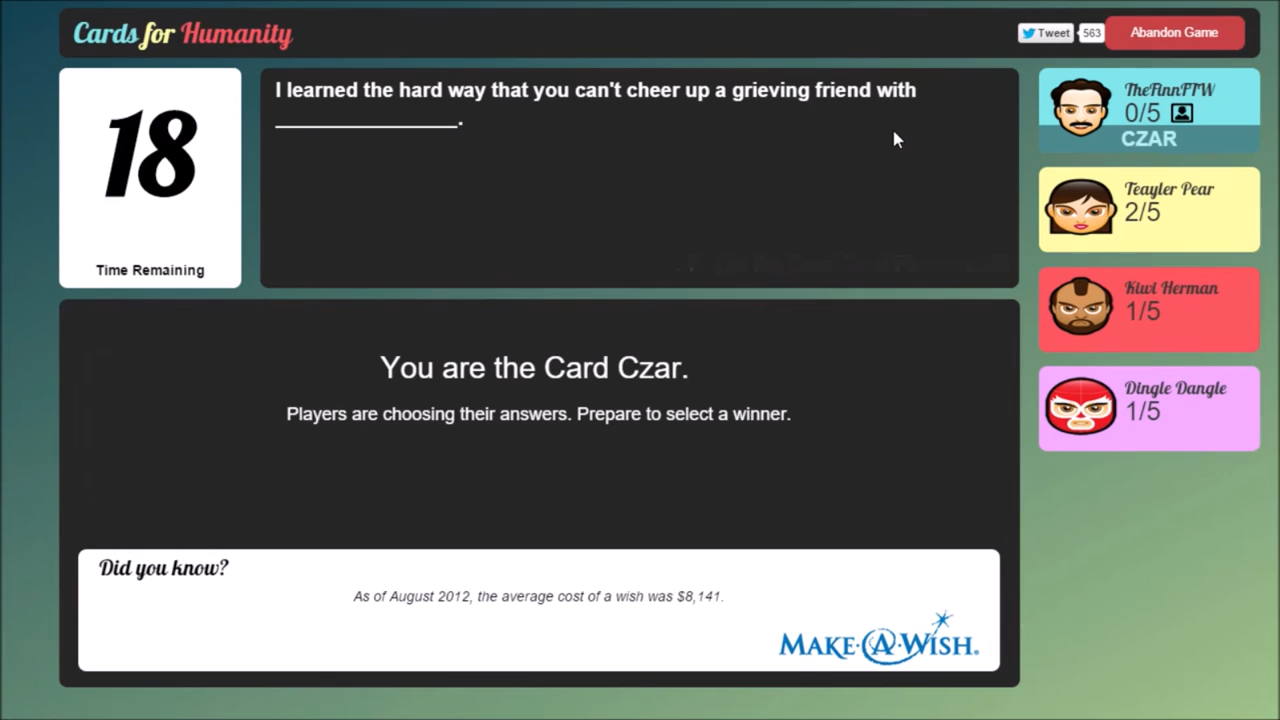 Cards for Humanity
Tweet
563
Abandon Game
18
Time Remaining
I learned the hard way that you can't cheer up a grieving friend with
_________________.
TheFinnFTW
0/5
CZAR
Teayler Pear
2/5
Kiwi Herman
1/5
Dingle Dangle
1/5
You are the Card Czar.
Players are choosing their answers. Prepare to select a winner.
Did you know?
As of August 2012, the average cost of a wish was $8,141.
MAKE·A·WISH®